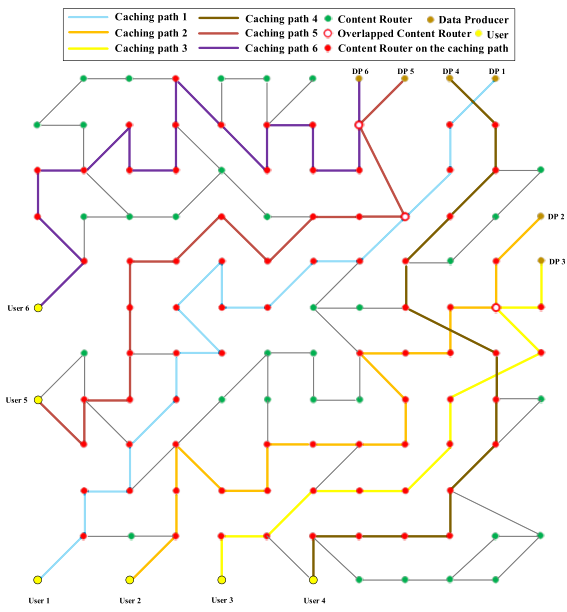 Caching path 1 Caching path 4 Content Router Data Producer
Caching path 2 Caching path 5 Overlapped Content Router User
Caching path 3 Caching path 6 Content Router on the caching path
DP 6 DP 5 DP 4 DP 1
DP 2
DP 3
User 6
User 5
User 1 User 2 User 3 User 4